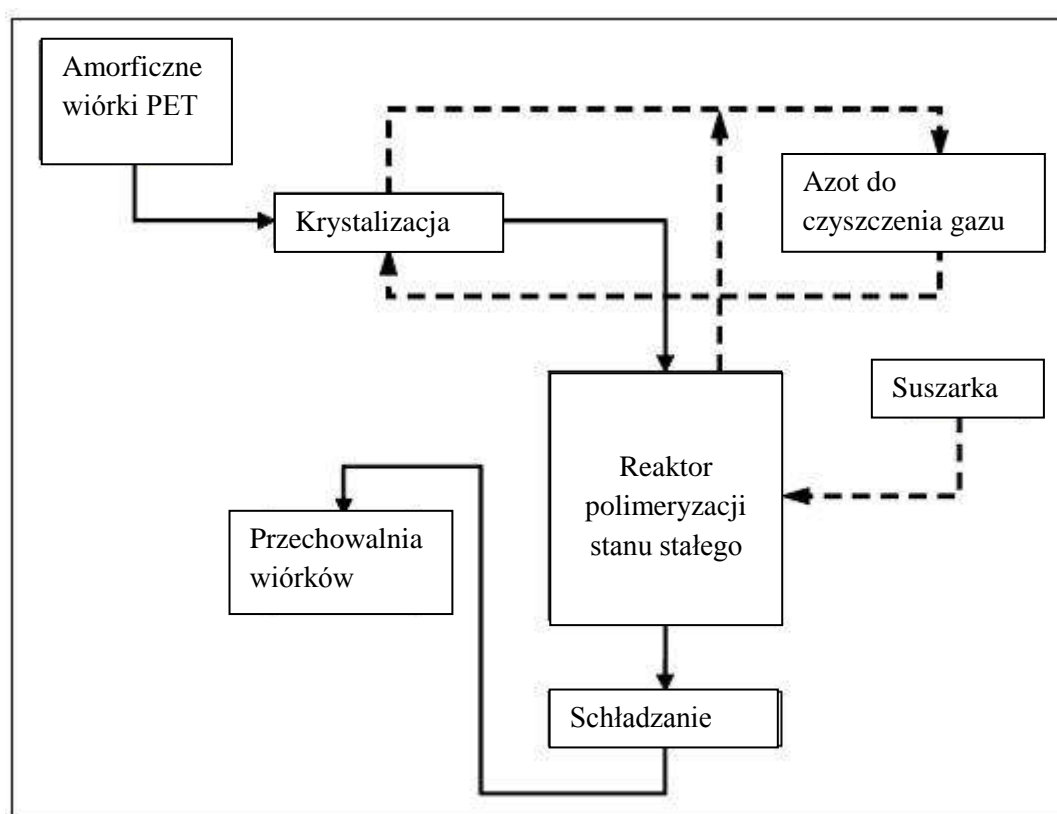 Amorficzne
wiórki PET
Krystalizacja
Azot do
czyszczenia gazu
Suszarka
Reaktor
polimeryzacji
stanu stałego
Przechowalnia
wiórków
Schładzanie